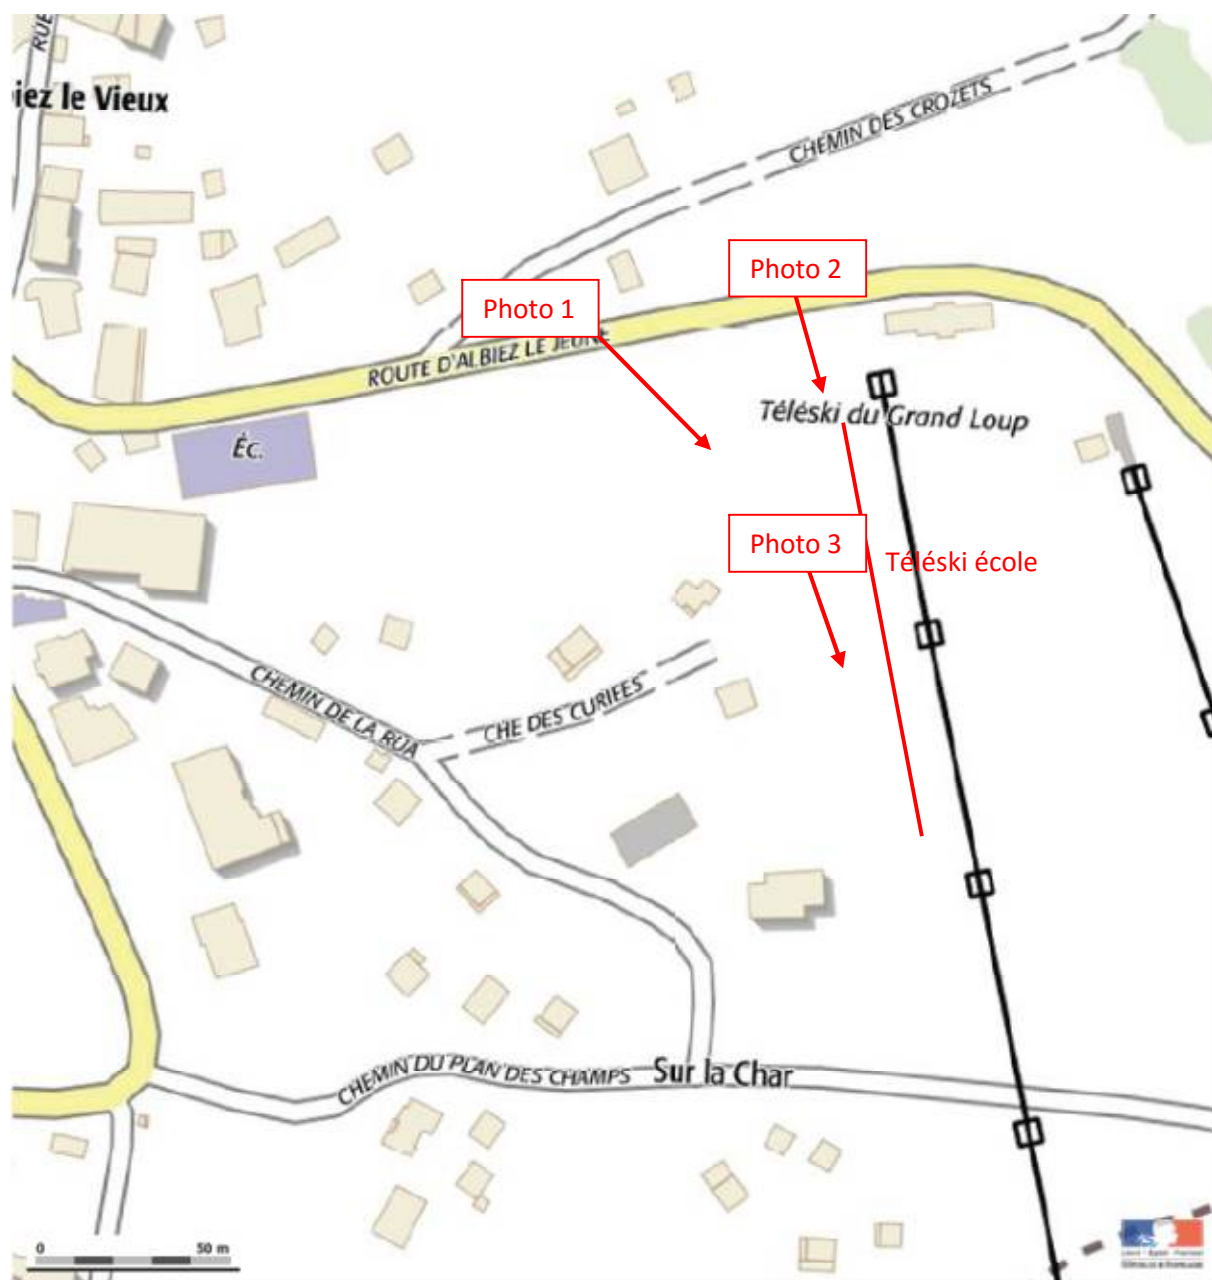 RUE
iez le Vieux
CHEMIN DES CROZETS
Photo 2
Photo 1
ROUTE D'ALBIEZ LE JEUNE
Téléski du Grand Loup
Éc.
Photo 3
Téléski école
CHEMIN DE LA RUA
CHE DES CURIFES
CHEMIN DU PLAN DES CHAMPS
Sur la Char
0
50 m